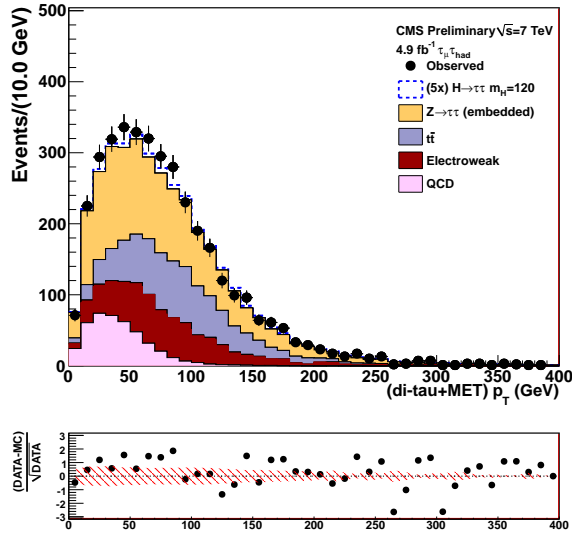 CMS Preliminary √s=7 TeV
4.9 fb⁻¹ τμτhad
Observed
(5x) H→ττ mH=120
Z→ττ (embedded)
tt̄
Electroweak
QCD
Events/(10.0 GeV)
500
400
300
200
100
0
0 50 100 150 200 250 300 350 400
(di-tau+MET) pT (GeV)
(DATA-MC)
√DATA
3
2
1
0
-1
-2
-3
0 50 100 150 200 250 300 350 400